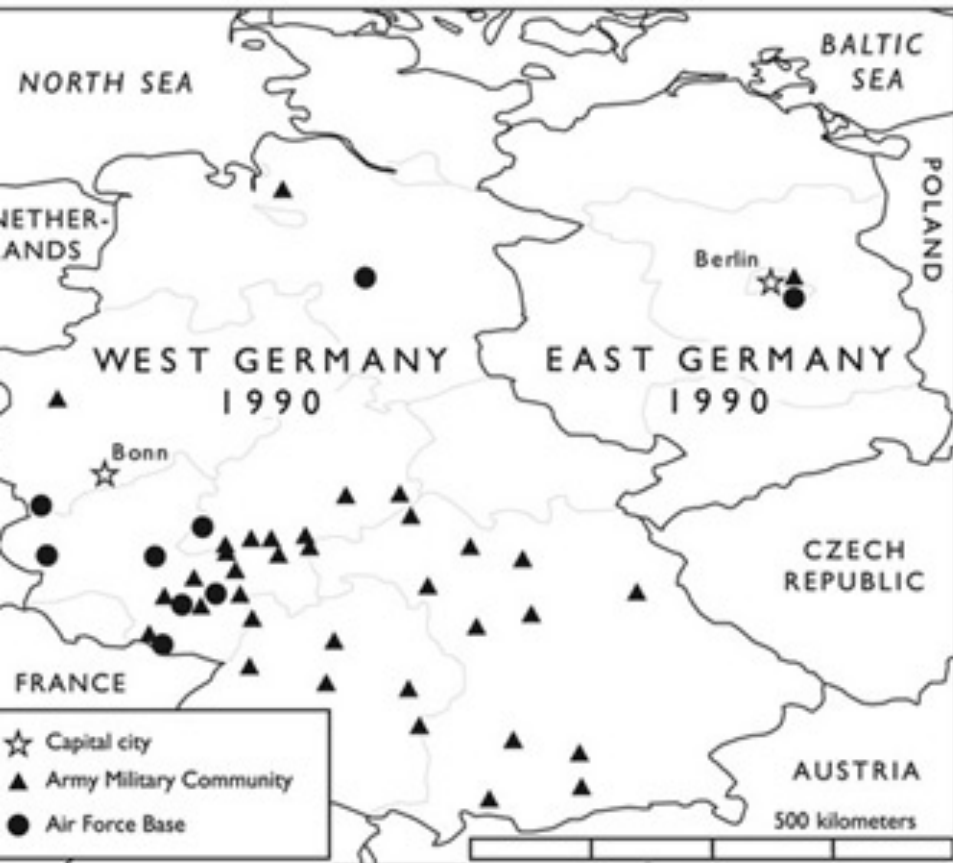 NORTH SEA
BALTIC
SEA
NETHER-
ANDS
POLAND
Berlin
WEST GERMANY
1990
EAST GERMANY
1990
Bonn
CZECH
REPUBLIC
FRANCE
Capital city
Army Military Community
Air Force Base
AUSTRIA
500 kilometers